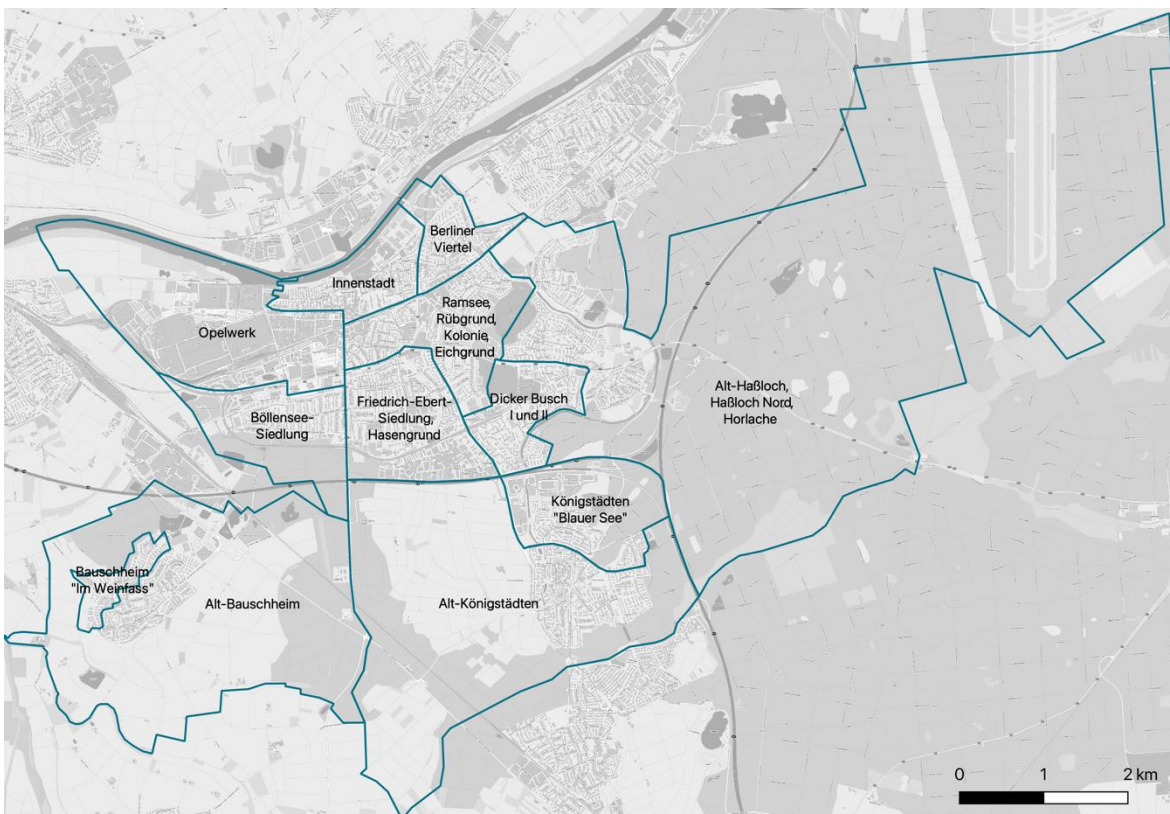 Berliner
Viertel
Innenstadt
Ramsee,
Rübgrund,
Kolonie,
Eichgrund
Opelwerk
Alt-Haßloch,
Haßloch Nord,
Horlache
Dicker Busch
I und II
Friedrich-Ebert-
Siedlung,
Hasengrund
Böllensee-
Siedlung
Königstädten
"Blauer See"
Bauschheim
"Im Weinfass"
Alt-Bauschheim
Alt-Königstädten
0 1 2 km